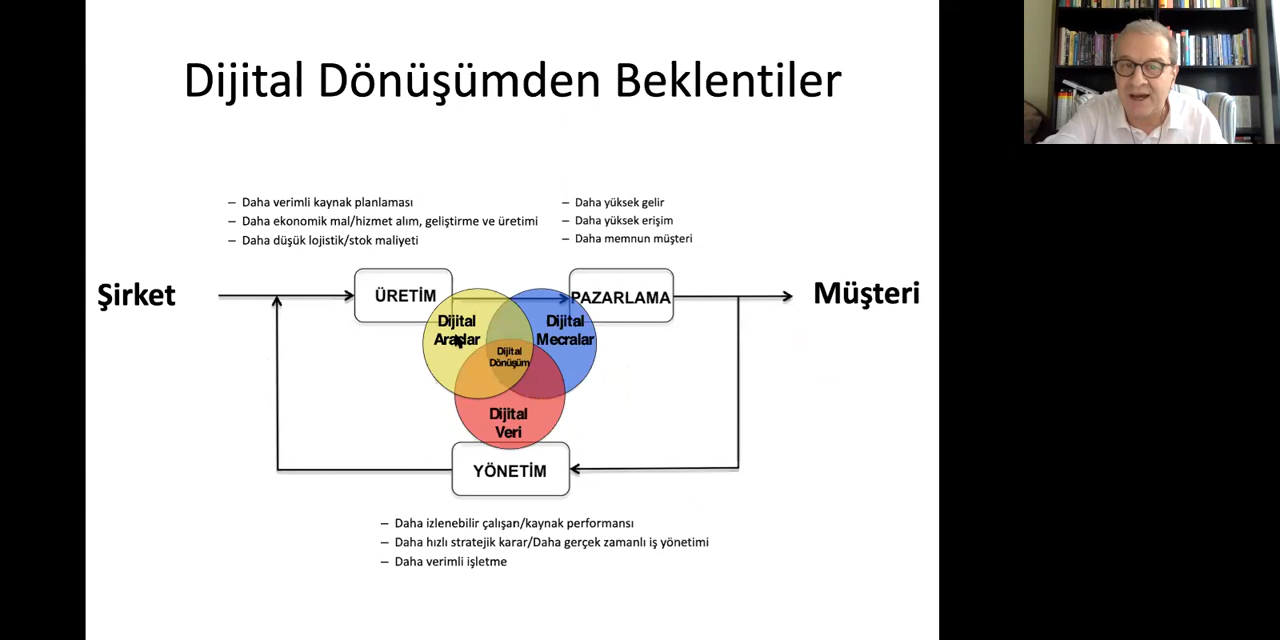 Dijital Dönüşümden Beklentiler
– Daha verimli kaynak planlaması
– Daha ekonomik mal/hizmet alım, geliştirme ve üretimi
– Daha düşük lojistik/stok maliyeti
– Daha yüksek gelir
– Daha yüksek erişim
– Daha memnun müşteri
Şirket
ÜRETİM
PAZARLAMA
Müşteri
Dijital
Araçlar
Dijital
Mecralar
Dijital
Dönüşüm
Dijital
Veri
YÖNETİM
– Daha izlenebilir çalışan/kaynak performansı
– Daha hızlı stratejik karar/Daha gerçek zamanlı iş yönetimi
– Daha verimli işletme